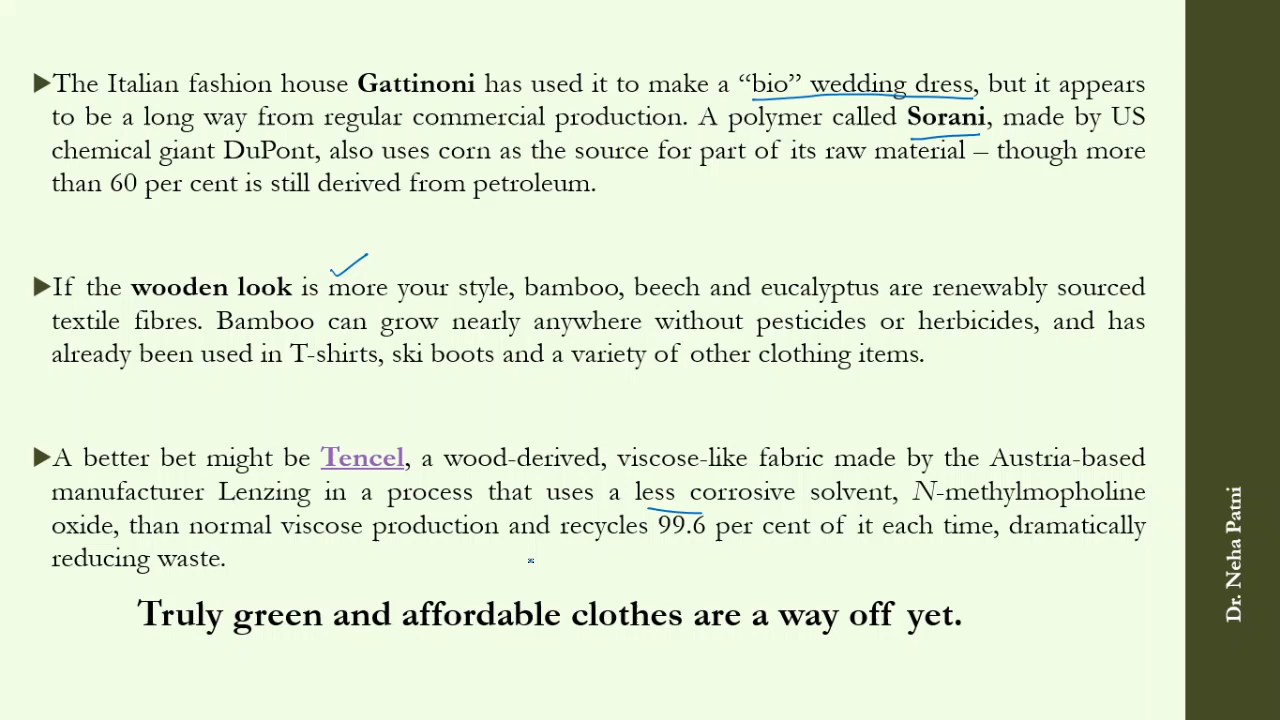 ▶The Italian fashion house Gattinoni has used it to make a “bio” wedding dress, but it appears
to be a long way from regular commercial production. A polymer called Sorani, made by US
chemical giant DuPont, also uses corn as the source for part of its raw material – though more
than 60 per cent is still derived from petroleum.
▶If the wooden look is more your style, bamboo, beech and eucalyptus are renewably sourced
textile fibres. Bamboo can grow nearly anywhere without pesticides or herbicides, and has
already been used in T-shirts, ski boots and a variety of other clothing items.
▶A better bet might be Tencel, a wood-derived, viscose-like fabric made by the Austria-based
manufacturer Lenzing in a process that uses a less corrosive solvent, N-methylmopholine
oxide, than normal viscose production and recycles 99.6 per cent of it each time, dramatically
reducing waste.
Truly green and affordable clothes are a way off yet.
Dr. Neha Patni